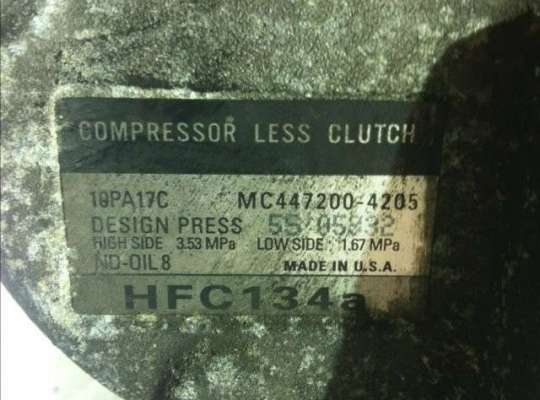 COMPRESSOR LESS CLUTCH
10PA17C MC447200-4205
DESIGN PRESS
HIGH SIDE 3.53 MPa LOW SIDE : 1.67 MPa
ND-OIL 8 MADE IN U.S.A.
HFC134a